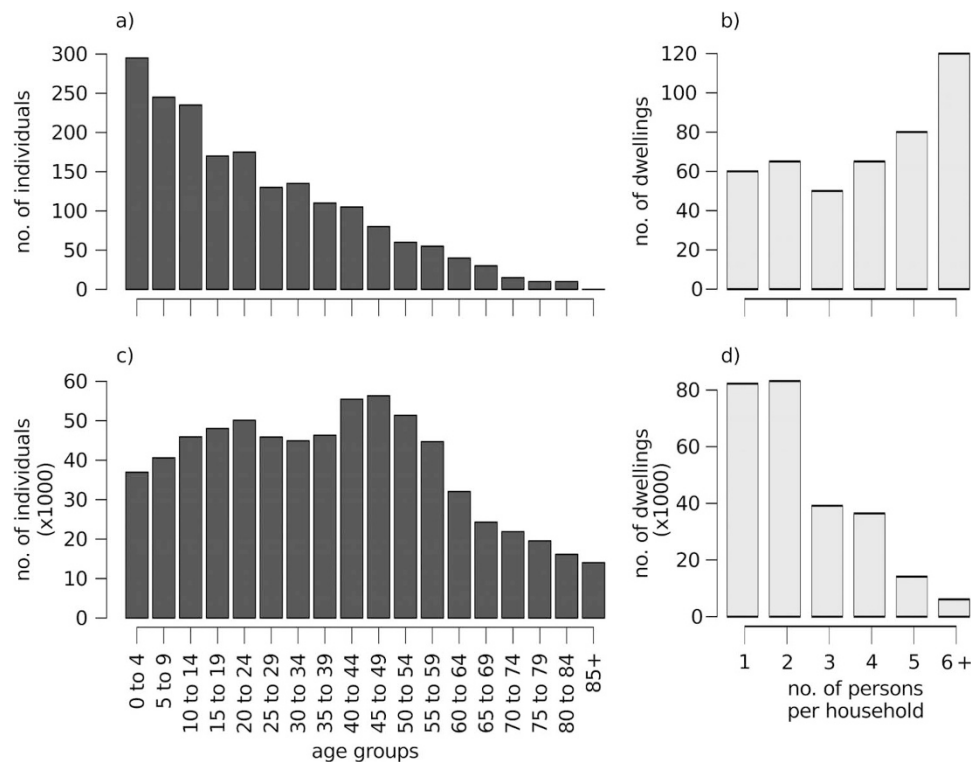 a)
no. of individuals
300
250
200
150
100
50
0
b)
no. of dwellings
120
100
80
60
40
20
0
c)
no. of individuals
(x1000)
60
50
40
30
20
10
0
0 to 4
5 to 9
10 to 14
15 to 19
20 to 24
25 to 29
30 to 34
35 to 39
40 to 44
45 to 49
50 to 54
55 to 59
60 to 64
65 to 69
70 to 74
75 to 79
80 to 84
85+
age groups
d)
no. of dwellings
(x1000)
80
60
40
20
0
1 2 3 4 5 6 +
no. of persons
per household